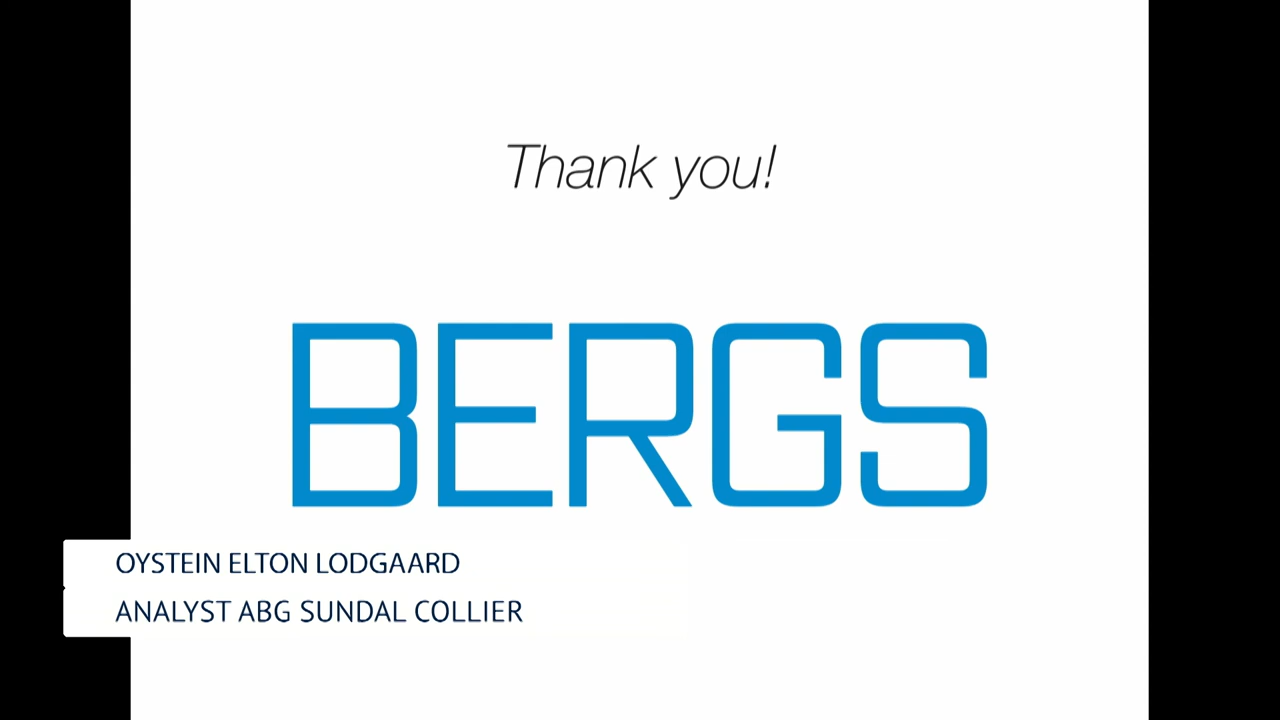 Thank you!
BERGS
OYSTEIN ELTON LODGAARD
ANALYST ABG SUNDAL COLLIER